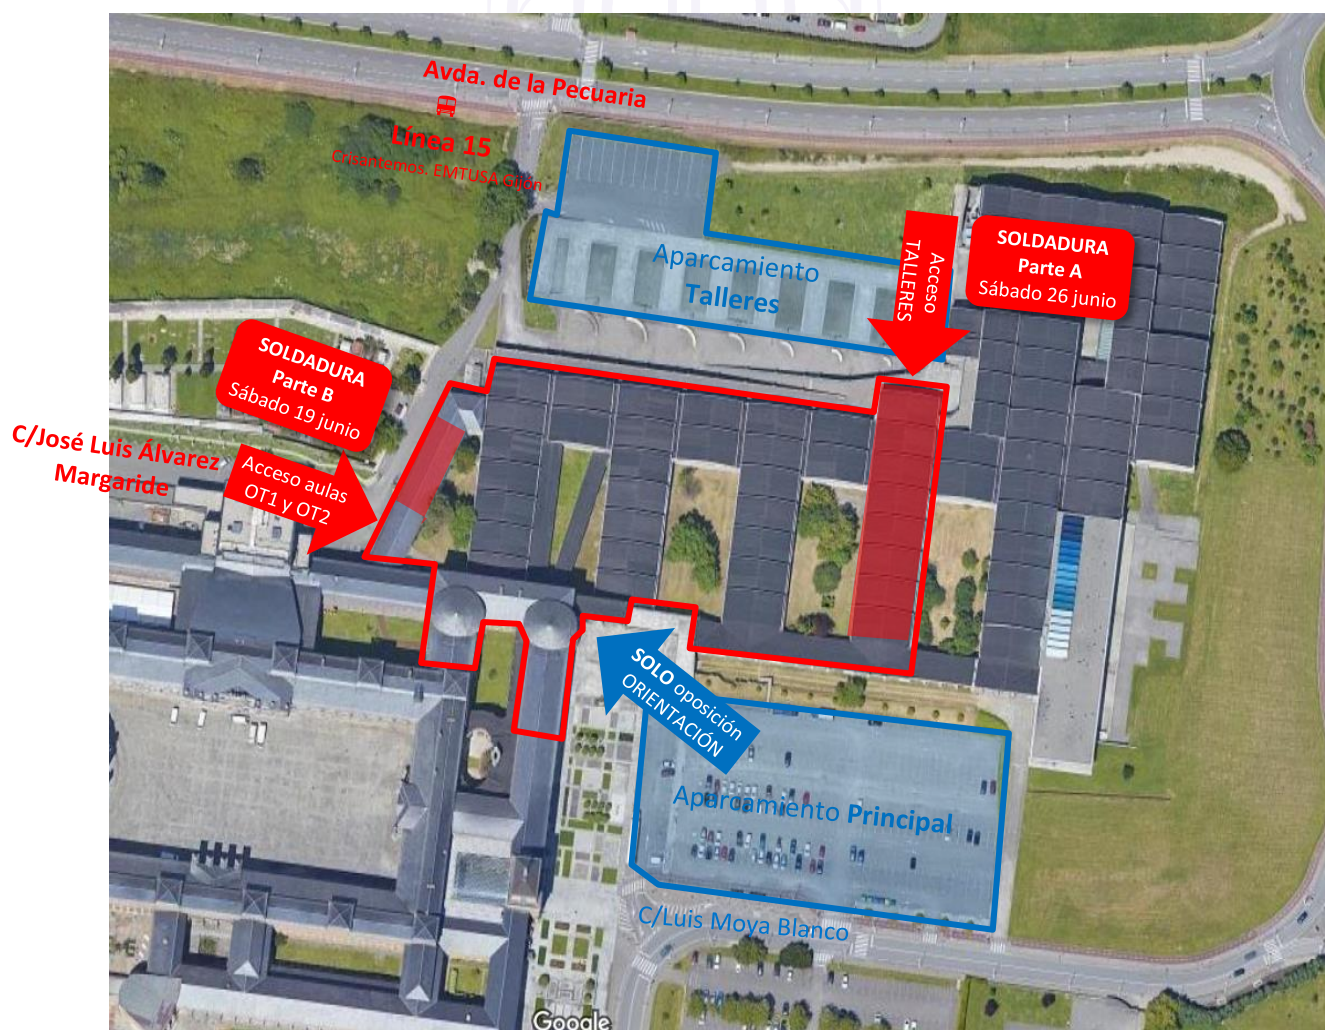 Avda. de la Pecuaria
Línea 15
Crisantemos. EMTUSA Gijón
Aparcamiento
Talleres
Acceso
TALLERES
SOLDADURA
Parte A
Sábado 26 junio
SOLDADURA
Parte B
Sábado 19 junio
C/José Luis Álvarez
Margaride
Acceso aulas
OT1 y OT2
SOLO oposición
ORIENTACIÓN
Aparcamiento Principal
C/Luis Moya Blanco
Google